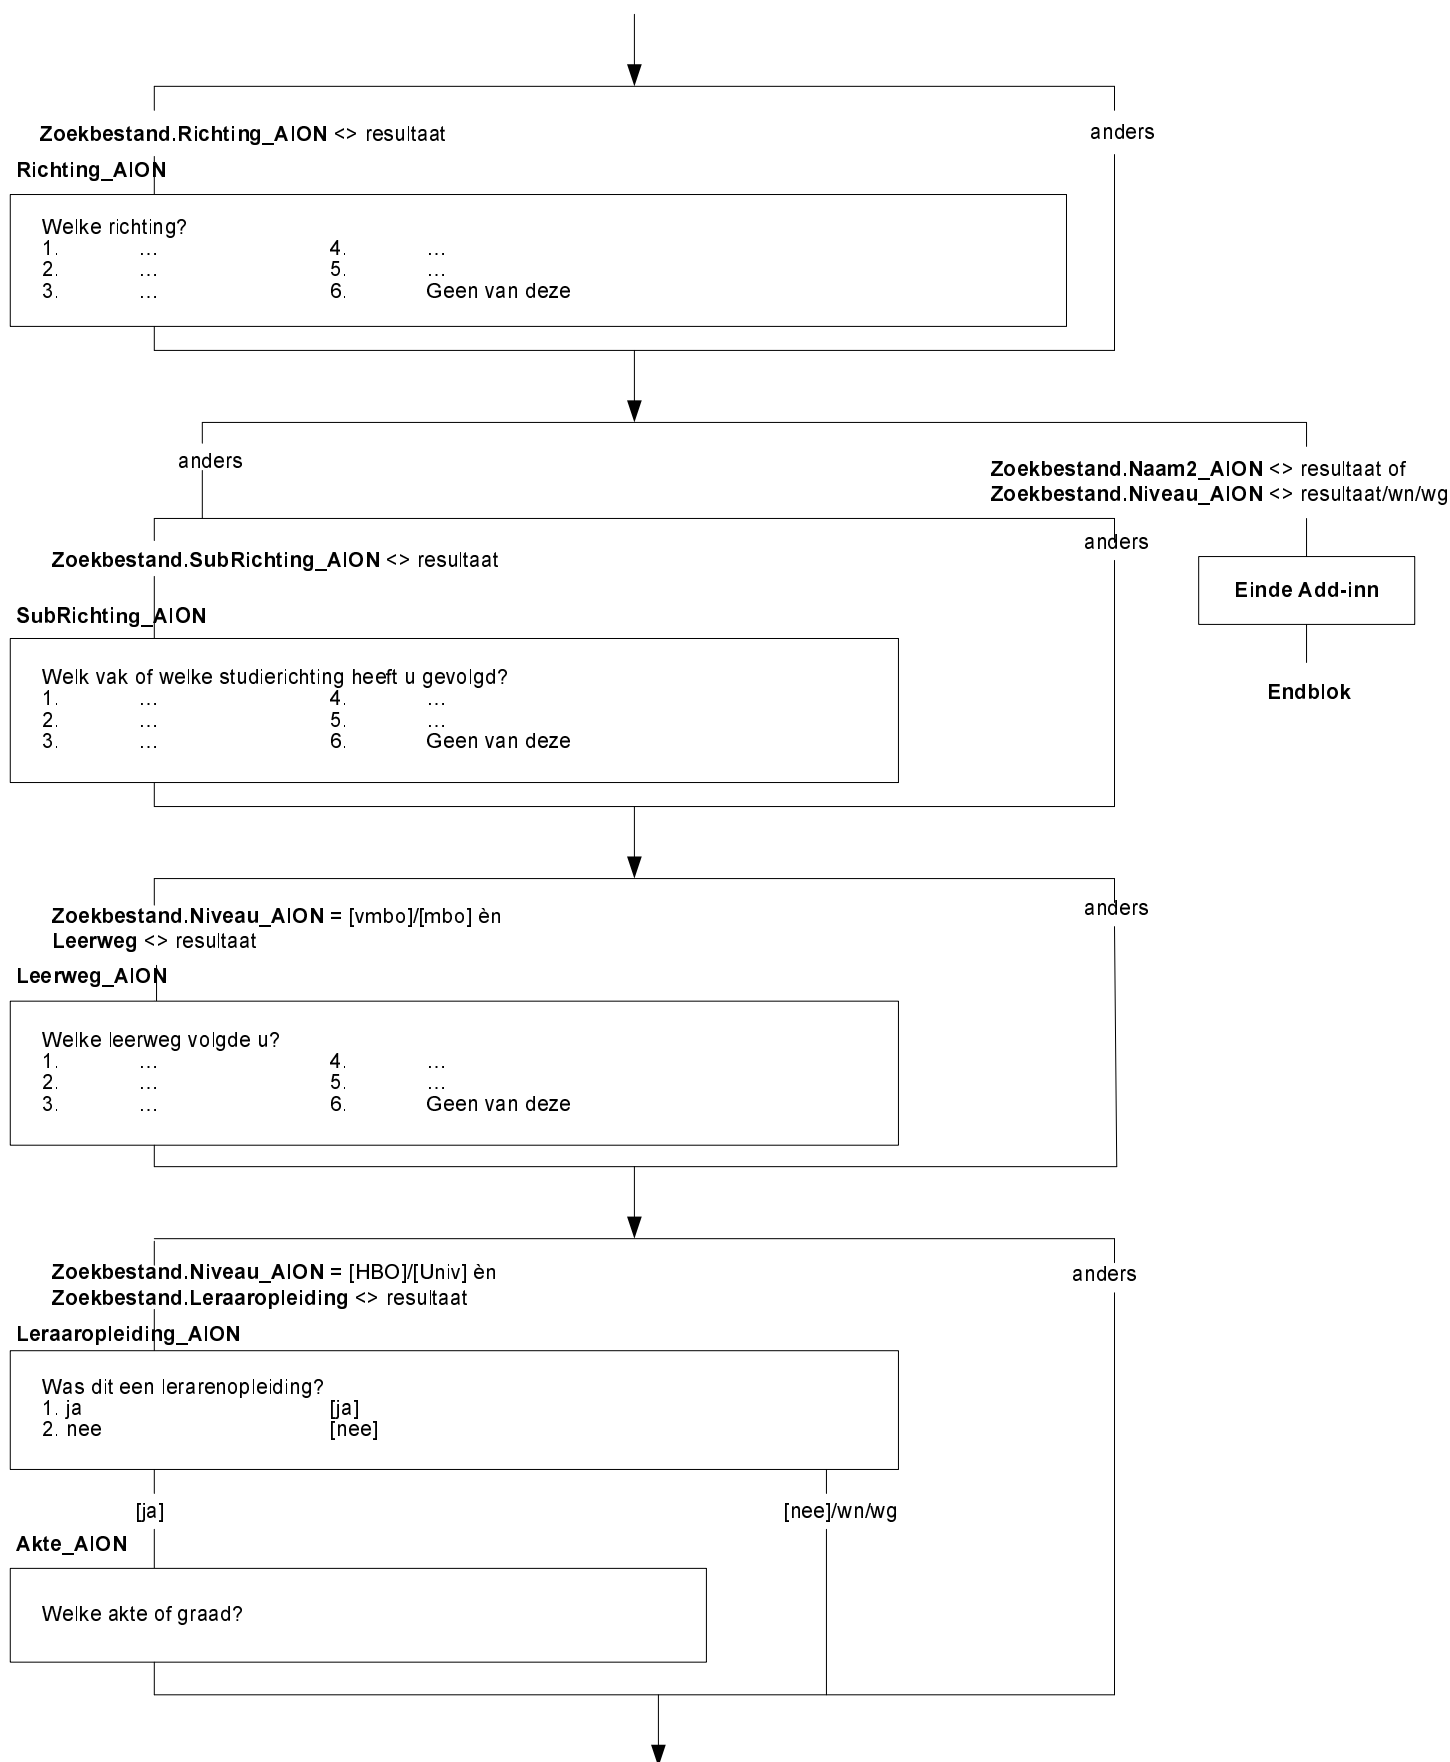 Zoekbestand.Richting_AION <> resultaat
anders
Richting_AION
Welke richting?
1. ... 4. ...
2. ... 5. ...
3. ... 6. Geen van deze
anders
Zoekbestand.Naam2_AION <> resultaat of
Zoekbestand.Niveau_AION <> resultaat/wn/wg
anders
Zoekbestand.SubRichting_AION <> resultaat
Einde Add-inn
SubRichting_AION
Welk vak of welke studierichting heeft u gevolgd?
1. ... 4. ...
2. ... 5. ...
3. ... 6. Geen van deze
Endblok
Zoekbestand.Niveau_AION = [vmbo]/[mbo] èn
Leerweg <> resultaat
anders
Leerweg_AION
Welke leerweg volgde u?
1. ... 4. ...
2. ... 5. ...
3. ... 6. Geen van deze
Zoekbestand.Niveau_AION = [HBO]/[Univ] èn
Zoekbestand.Leraaropleiding <> resultaat
anders
Leraaropleiding_AION
Was dit een lerarenopleiding?
1. ja [ja]
2. nee [nee]
[ja] [nee]/wn/wg
Akte_AION
Welke akte of graad?